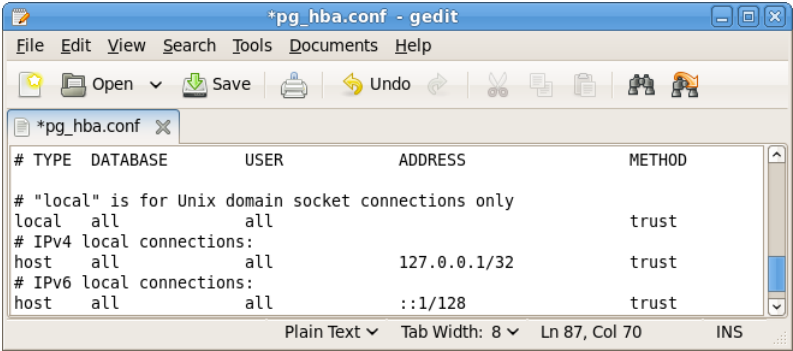 *pg_hba.conf - gedit
File Edit View Search Tools Documents Help
Open Save Undo
*pg_hba.conf
# TYPE  DATABASE        USER            ADDRESS                 METHOD
# "local" is for Unix domain socket connections only
local   all             all                                     trust
# IPv4 local connections:
host    all             all             127.0.0.1/32            trust
# IPv6 local connections:
host    all             all             ::1/128                 trust
Plain Text Tab Width: 8 Ln 87, Col 70 INS